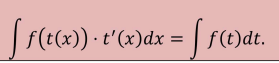 ∫ f(t(x)) · t′(x)dx = ∫ f(t)dt.